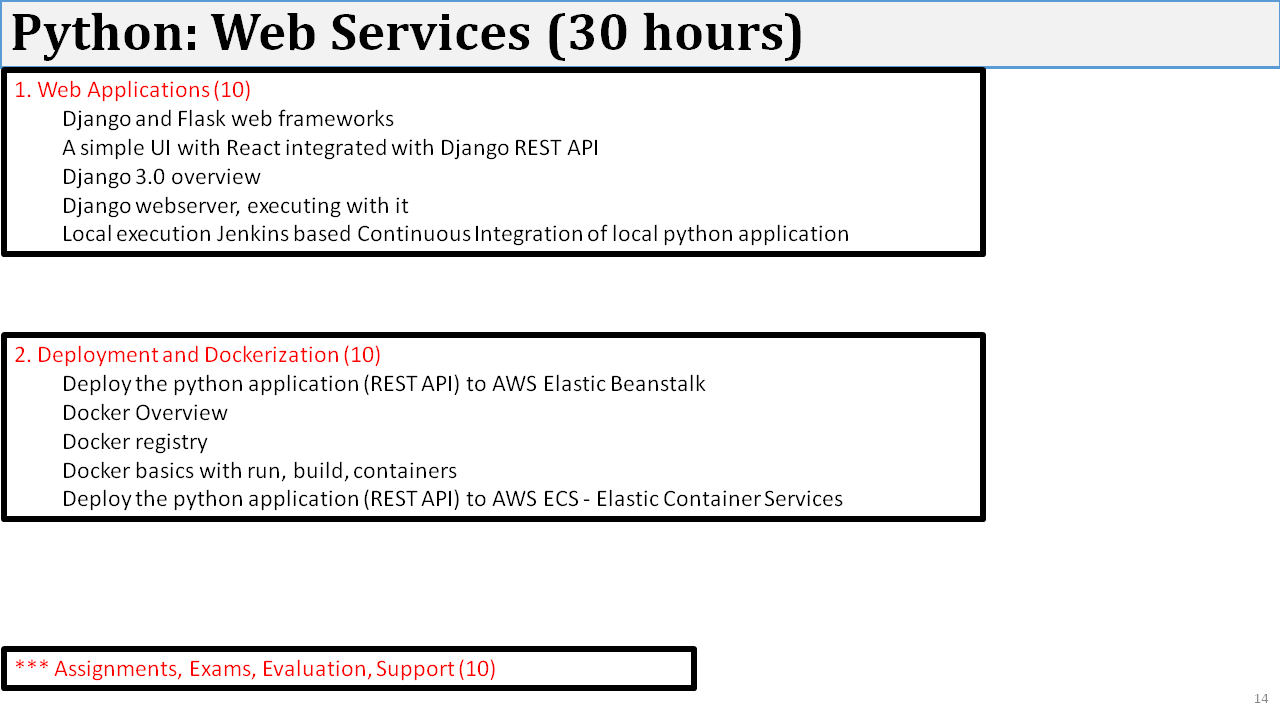 Python: Web Services (30 hours)
1. Web Applications (10)
Django and Flask web frameworks
A simple UI with React integrated with Django REST API
Django 3.0 overview
Django webserver, executing with it
Local execution Jenkins based Continuous Integration of local python application
2. Deployment and Dockerization (10)
Deploy the python application (REST API) to AWS Elastic Beanstalk
Docker Overview
Docker registry
Docker basics with run, build, containers
Deploy the python application (REST API) to AWS ECS - Elastic Container Services
*** Assignments, Exams, Evaluation, Support (10)
14